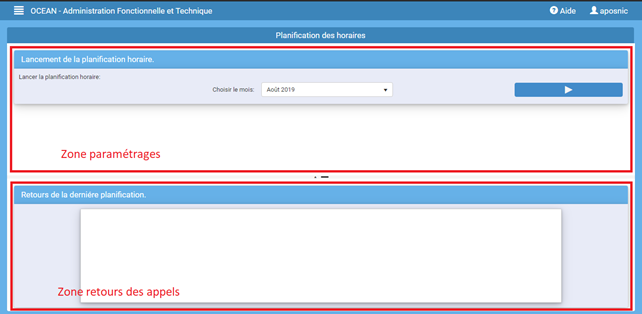 OCEAN - Administration Fonctionnelle et Technique
Aide
aposnic
Planification des horaires
Lancement de la planification horaire.
Lancer la planification horaire:
Choisir le mois:
Août 2019
Zone paramétrages
Retours de la dernière planification.
Zone retours des appels